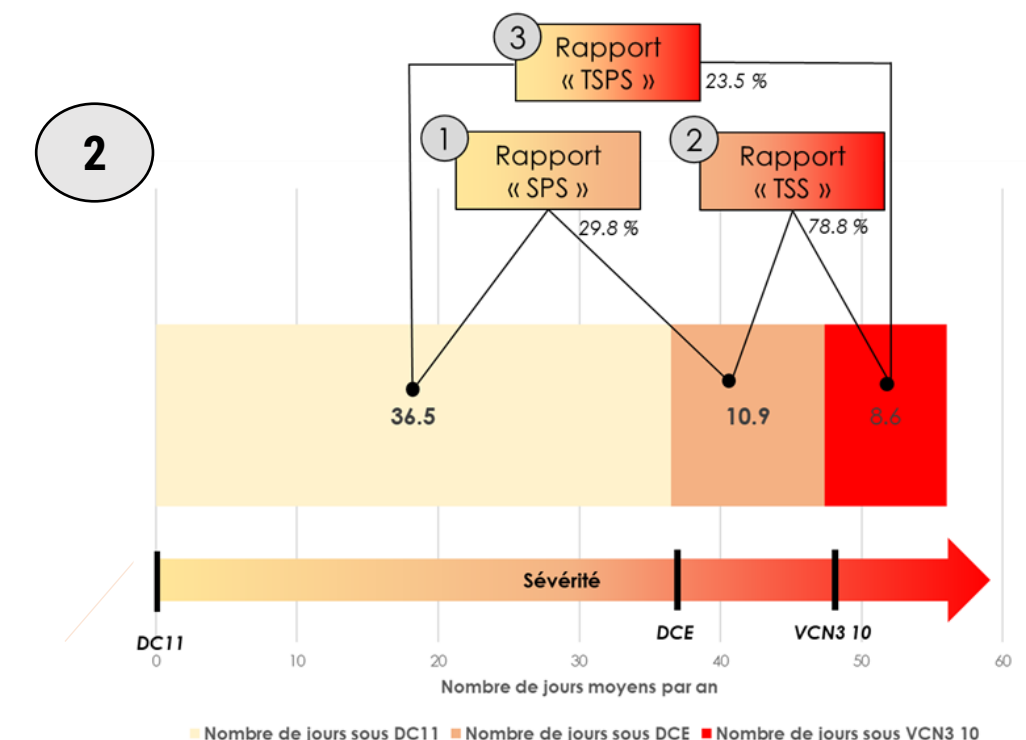 3
Rapport
« TSPS »
23.5 %
2
1
Rapport
« SPS »
29.8 %
2
Rapport
« TSS »
78.8 %
36.5
10.9
8.6
Sévérité
DC11
DCE
VCN3 10
0
10
20
30
40
50
60
Nombre de jours moyens par an
Nombre de jours sous DC11
Nombre de jours sous DCE
Nombre de jours sous VCN3 10